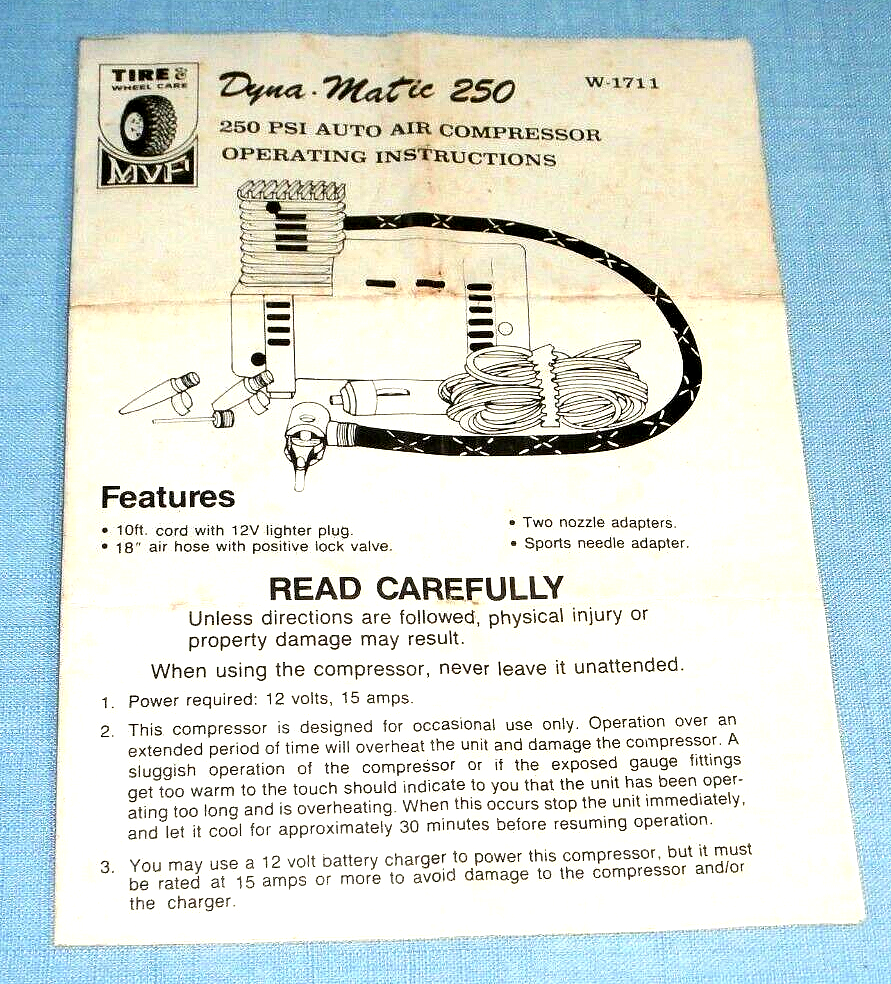 TIRE &
WHEEL CARE
MVP
Dyna-Matic 250
W-1711
250 PSI AUTO AIR COMPRESSOR
OPERATING INSTRUCTIONS
Features
• 10ft. cord with 12V lighter plug.
• 18" air hose with positive lock valve.
• Two nozzle adapters.
• Sports needle adapter.
READ CAREFULLY
Unless directions are followed, physical injury or
property damage may result.
When using the compressor, never leave it unattended.
1. Power required: 12 volts, 15 amps.
2. This compressor is designed for occasional use only. Operation over an
extended period of time will overheat the unit and damage the compressor. A
sluggish operation of the compressor or if the exposed gauge fittings
get too warm to the touch should indicate to you that the unit has been oper-
ating too long and is overheating. When this occurs stop the unit immediately,
and let it cool for approximately 30 minutes before resuming operation.
3. You may use a 12 volt battery charger to power this compressor, but it must
be rated at 15 amps or more to avoid damage to the compressor and/or
the charger.